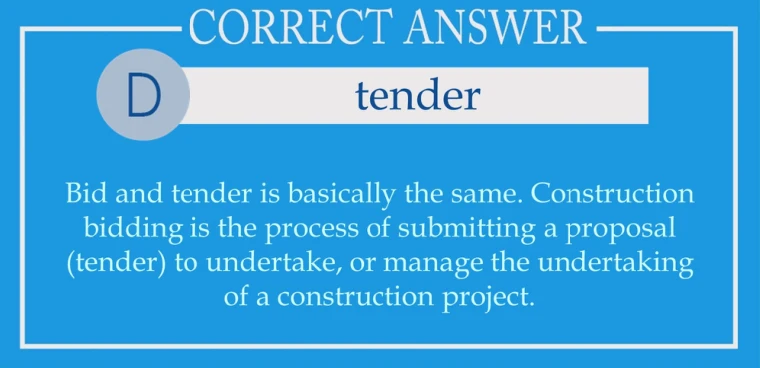 CORRECT ANSWER
D
tender
Bid and tender is basically the same. Construction
bidding is the process of submitting a proposal
(tender) to undertake, or manage the undertaking
of a construction project.